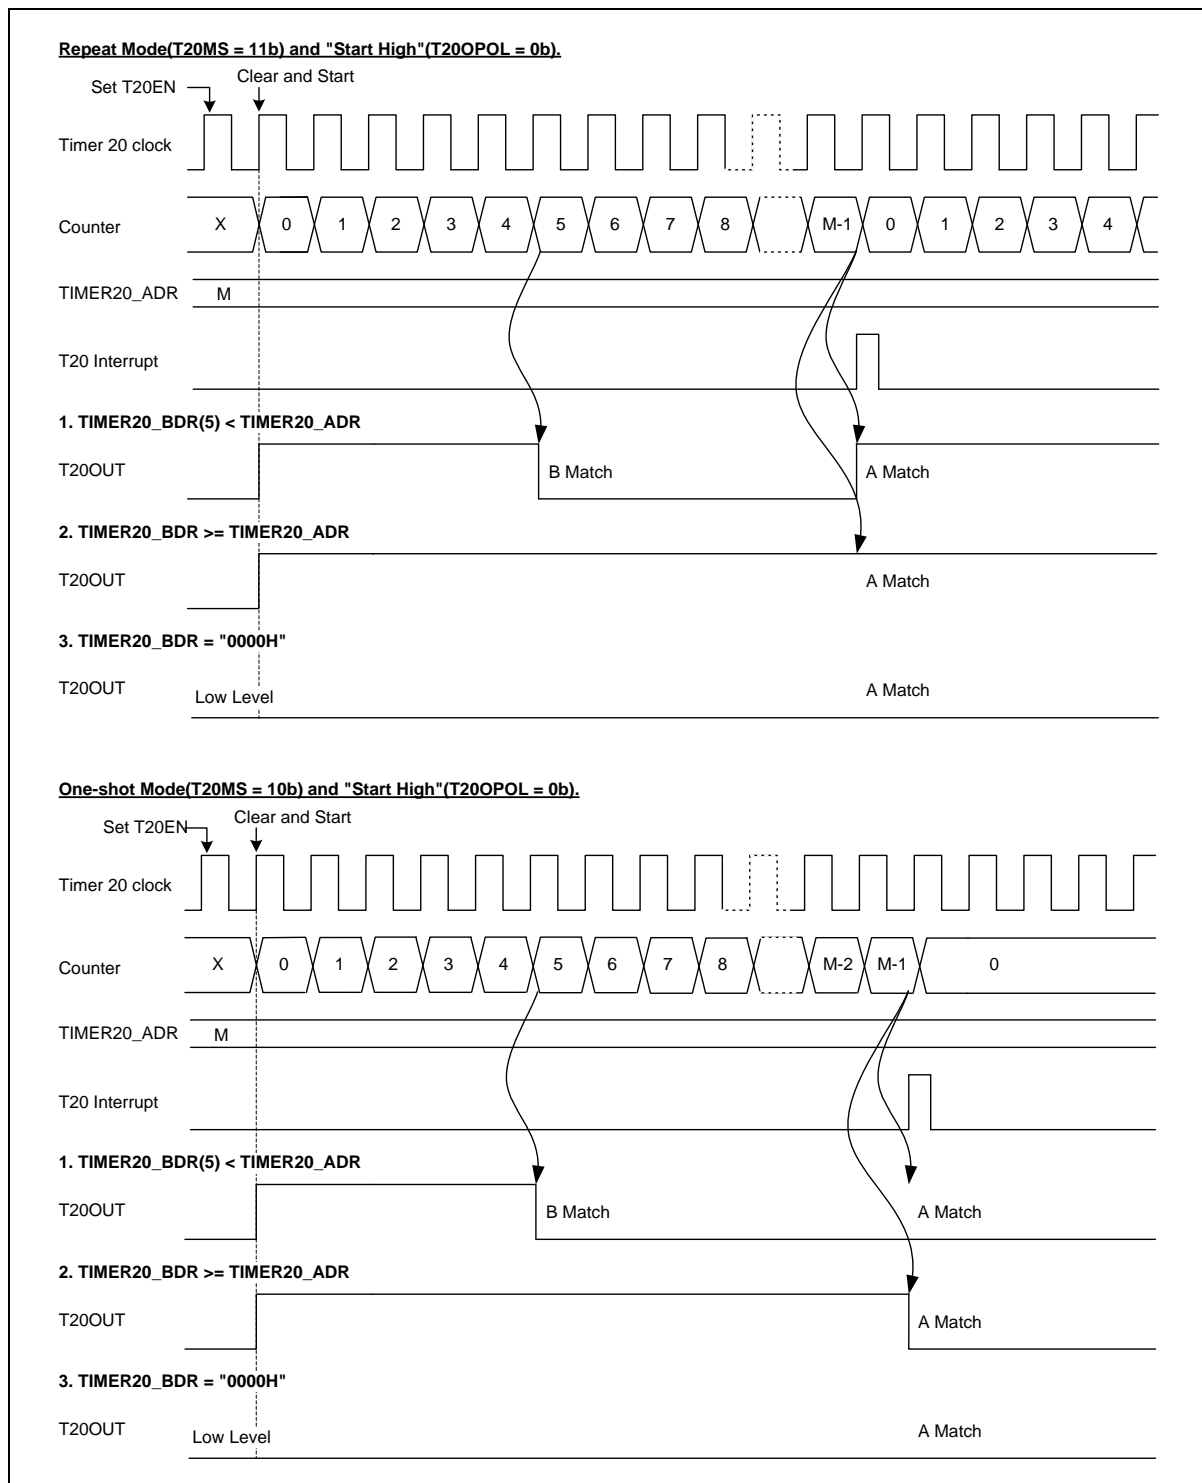 Repeat Mode(T20MS = 11b) and "Start High"(T20OPOL = 0b).
Set T20EN
Clear and Start
Timer 20 clock
Counter X 0 1 2 3 4 5 6 7 8 M-1 0 1 2 3 4
TIMER20_ADR M
T20 Interrupt
1. TIMER20_BDR(5) < TIMER20_ADR
T20OUT B Match A Match
2. TIMER20_BDR >= TIMER20_ADR
T20OUT A Match
3. TIMER20_BDR = "0000H"
T20OUT Low Level A Match
One-shot Mode(T20MS = 10b) and "Start High"(T20OPOL = 0b).
Set T20EN
Clear and Start
Timer 20 clock
Counter X 0 1 2 3 4 5 6 7 8 M-2 M-1 0
TIMER20_ADR M
T20 Interrupt
1. TIMER20_BDR(5) < TIMER20_ADR
T20OUT B Match A Match
2. TIMER20_BDR >= TIMER20_ADR
T20OUT A Match
3. TIMER20_BDR = "0000H"
T20OUT Low Level A Match